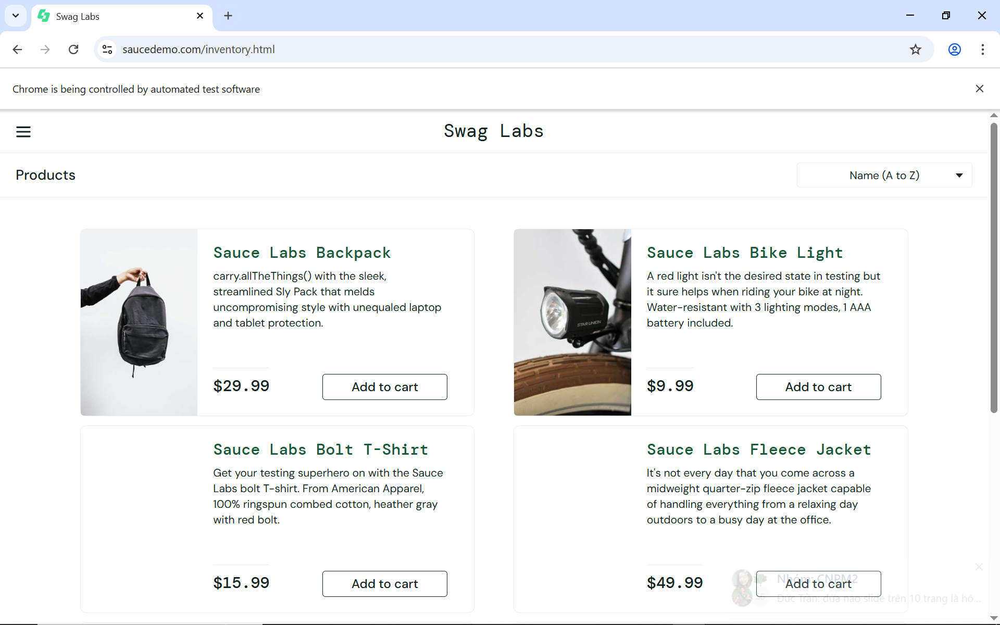 Swag Labs
saucedemo.com/inventory.html
Chrome is being controlled by automated test software
Swag Labs
Products
Name (A to Z)
Sauce Labs Backpack
carry.allTheThings() with the sleek,
streamlined Sly Pack that melds
uncompromising style with unequaled laptop
and tablet protection.
$29.99
Add to cart
STAR UNION
Sauce Labs Bike Light
A red light isn't the desired state in testing but
it sure helps when riding your bike at night.
Water-resistant with 3 lighting modes, 1 AAA
battery included.
$9.99
Add to cart
Sauce Labs Bolt T-Shirt
Get your testing superhero on with the Sauce
Labs bolt T-shirt. From American Apparel,
100% ringspun combed cotton, heather gray
with red bolt.
$15.99
Add to cart
Sauce Labs Fleece Jacket
It's not every day that you come across a
midweight quarter-zip fleece jacket capable
of handling everything from a relaxing day
outdoors to a busy day at the office.
$49.99
Add to cart
Nhóm: CNPM2
Đức Trần: đứa nào slide trên 10 trang là hô...